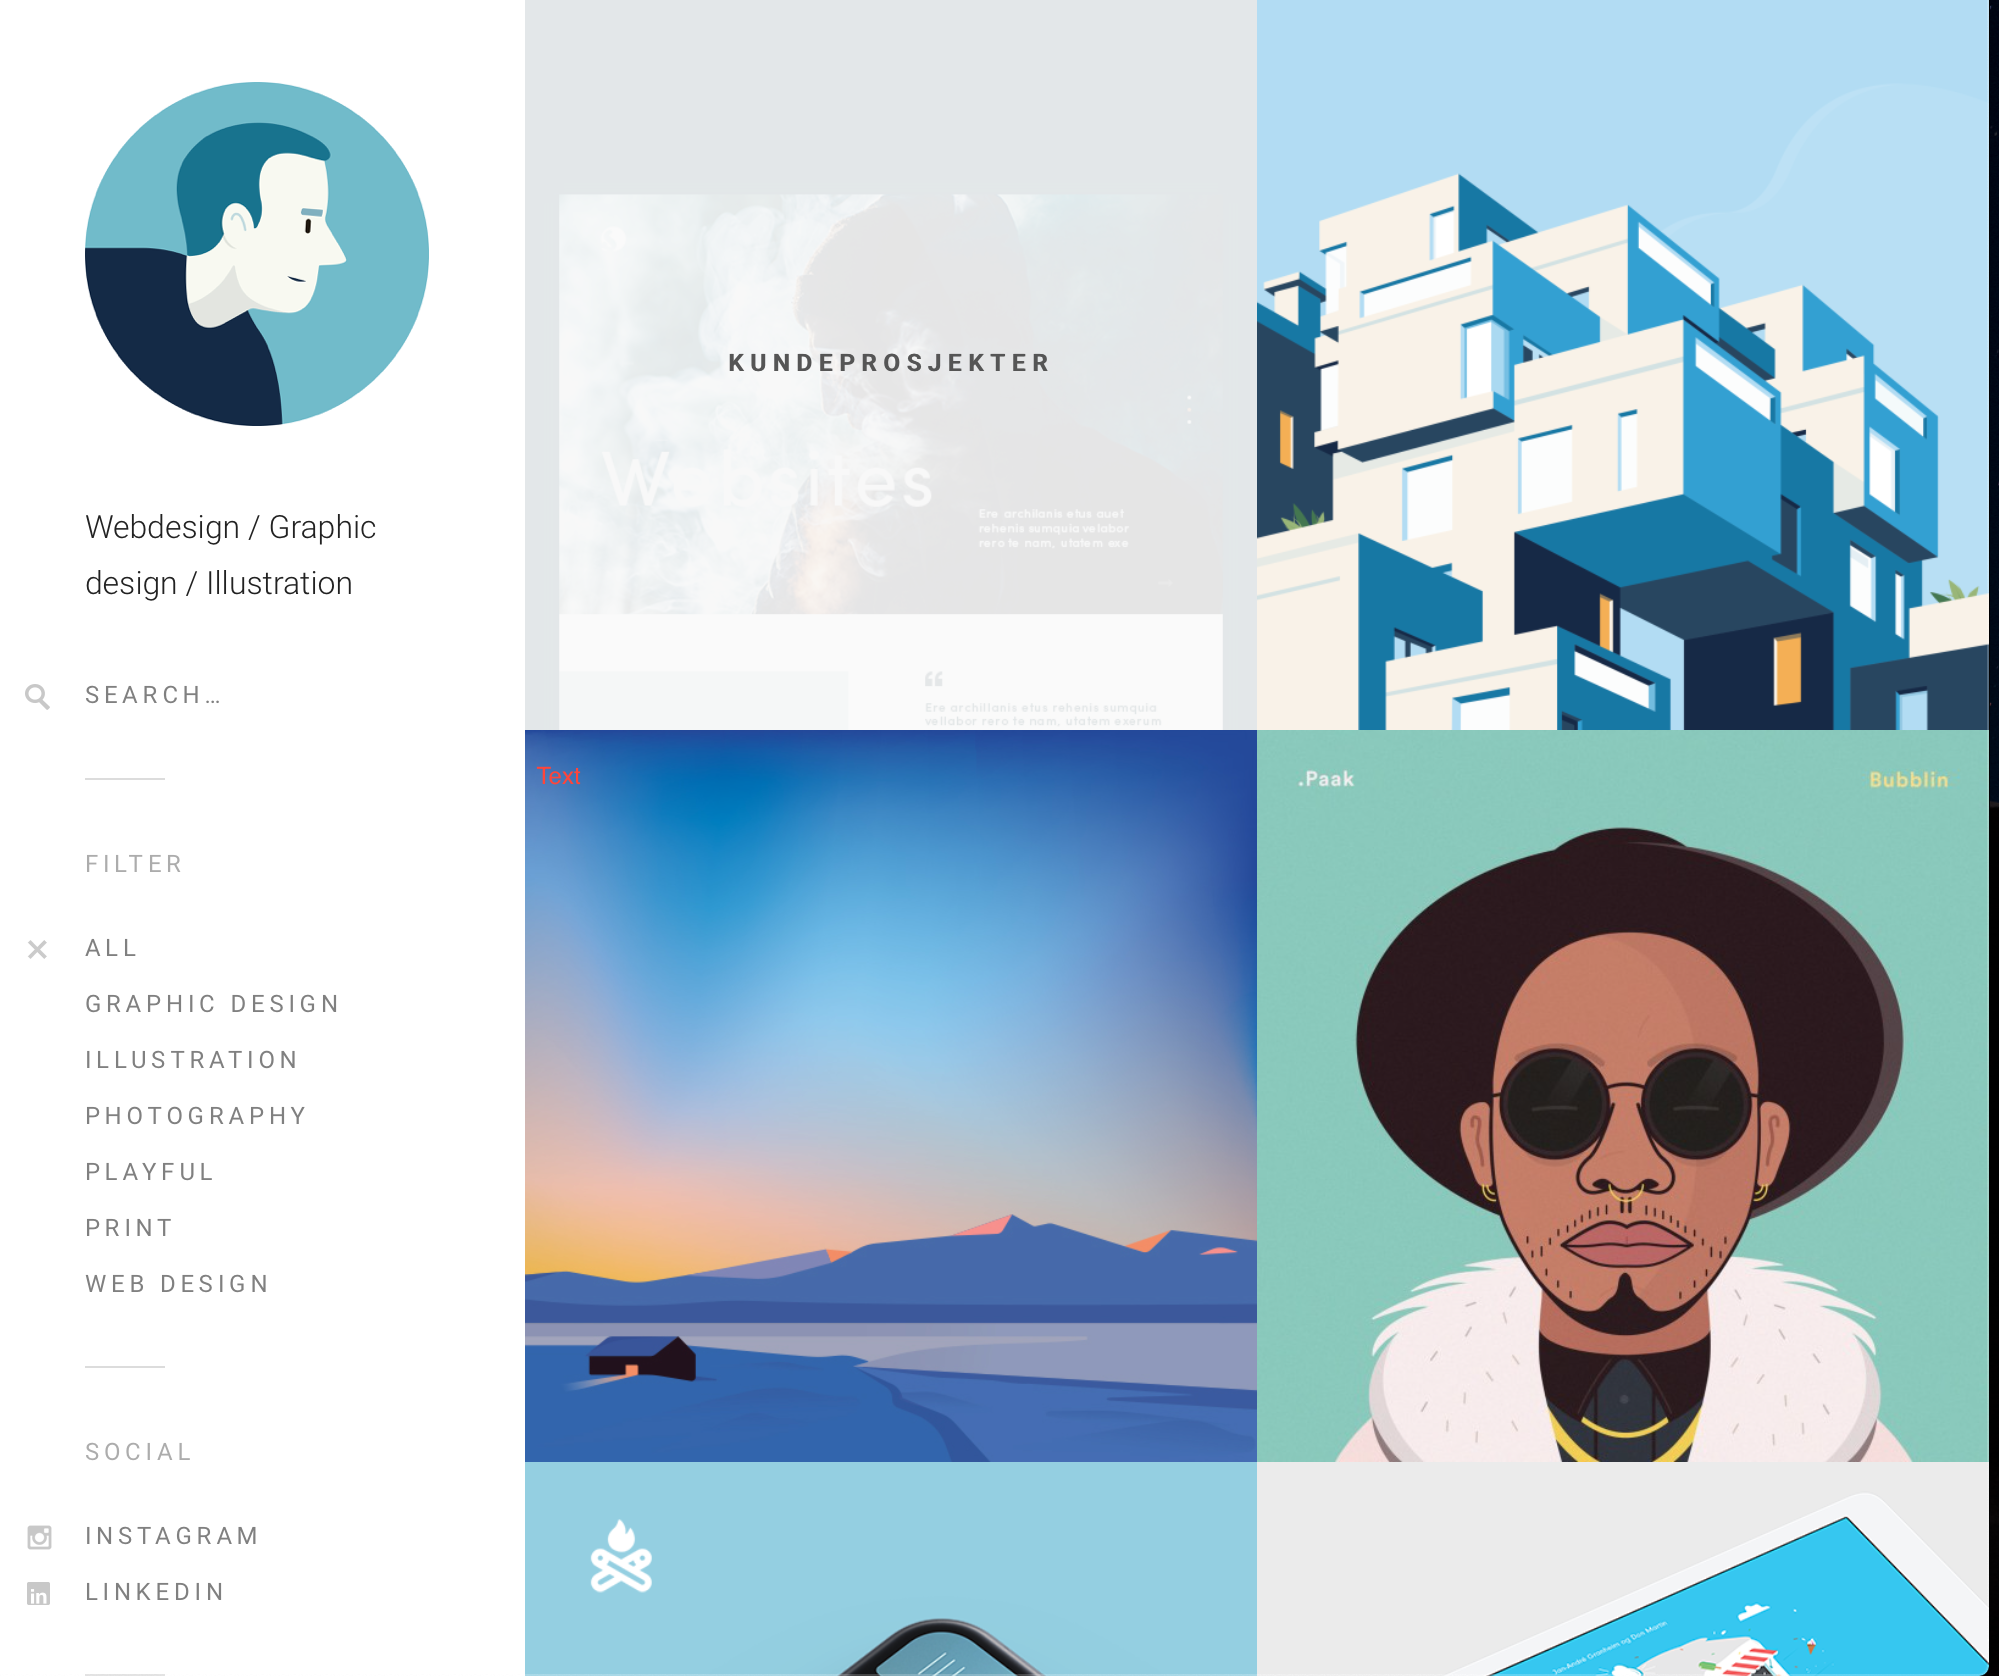 Webdesign / Graphic
design / Illustration
SEARCH…
FILTER
ALL
GRAPHIC DESIGN
ILLUSTRATION
PHOTOGRAPHY
PLAYFUL
PRINT
WEB DESIGN
SOCIAL
INSTAGRAM
LINKEDIN
KUNDEPROSJEKTER
Websites
Ere archilanis etus auet
rehenis sumquia velabor
rero te nam, utatem ese
“
Ere archillanis etus rehenis sumquia
vellabor rero te nam, utatem exerum
Text
.Paak
Bubblin